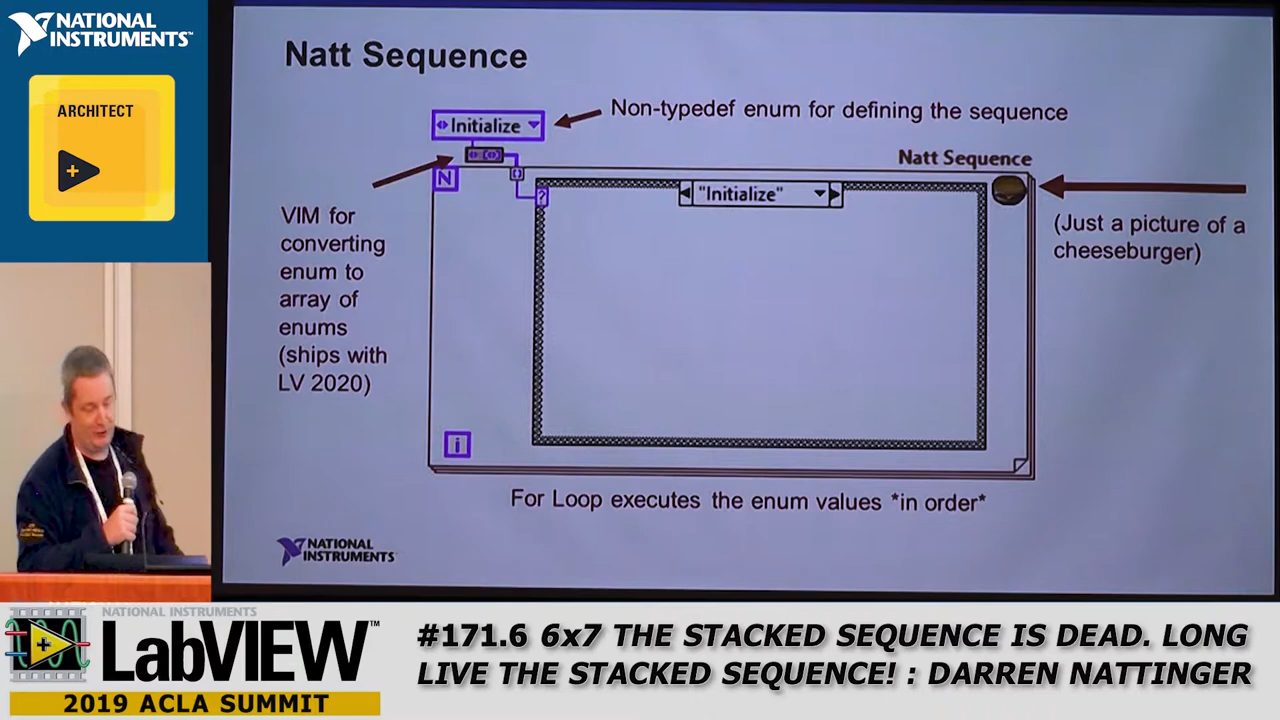 NATIONAL
INSTRUMENTS™
ARCHITECT
Natt Sequence
Initialize
Non-typedef enum for defining the sequence
Natt Sequence
N
?
"Initialize"
VIM for
converting
enum to
array of
enums
(ships with
LV 2020)
(Just a picture of a
cheeseburger)
i
For Loop executes the enum values *in order*
NATIONAL
INSTRUMENTS
NATIONAL INSTRUMENTS
LabVIEW™
2019 ACLA SUMMIT
#171.6 6x7 THE STACKED SEQUENCE IS DEAD. LONG
LIVE THE STACKED SEQUENCE! : DARREN NATTINGER